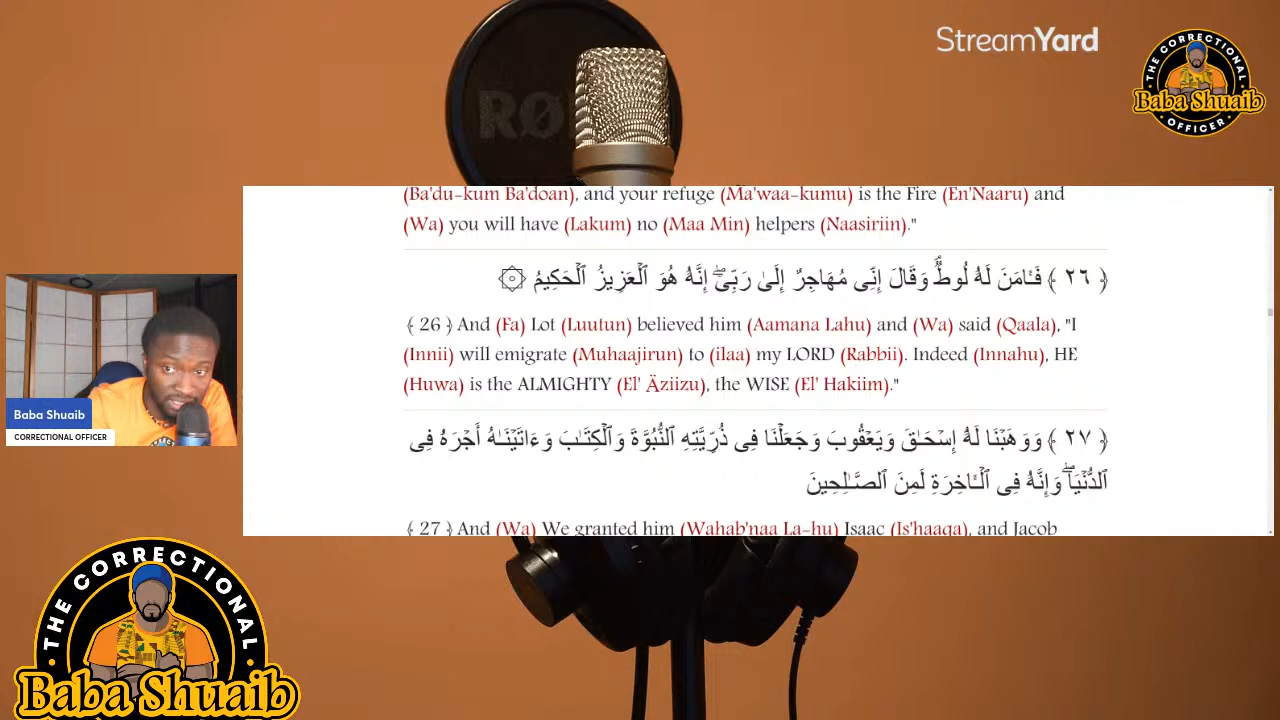 StreamYard
THE CORRECTIONAL
Baba Shuaib
OFFICER
RØ
(Ba'du-kum Ba'doan), and your refuge (Ma'waa-kumu) is the Fire (En'Naaru) and
(Wa) you will have (Lakum) no (Maa Min) helpers (Naasiriin)."
﴿ ٢٦ ﴾ فَـَٔامَنَ لَهُۥ لُوطٌۭ ۘ وَقَالَ إِنِّى مُهَاجِرٌ إِلَىٰ رَبِّىٓ ۖ إِنَّهُۥ هُوَ ٱلْعَزِيزُ ٱلْحَكِيمُ ۞
﴾ 26 ﴿ And (Fa) Lot (Luutun) believed him (Aamana Lahu) and (Wa) said (Qaala), "I
(Innii) will emigrate (Muhaajirun) to (ilaa) my LORD (Rabbii). Indeed (Innahu), HE
(Huwa) is the ALMIGHTY (El' Äziizu), the WISE (El' Hakiim)."
﴿ ٢٧ ﴾ وَوَهَبْنَا لَهُۥٓ إِسْحَـٰقَ وَيَعْقُوبَ وَجَعَلْنَا فِى ذُرِّيَّتِهِ ٱلنُّبُوَّةَ وَٱلْكِتَـٰبَ وَءَاتَيْنَـٰهُ أَجْرَهُۥ فِى
ٱلدُّنْيَا ۖ وَإِنَّهُۥ فِى ٱلْـَٔاخِرَةِ لَمِنَ ٱلصَّـٰلِحِينَ
﴾ 27 ﴿ And (Wa) We granted him (Wahab'naa La-hu) Isaac (Is'haaqa), and Jacob
Baba Shuaib
CORRECTIONAL OFFICER
THE CORRECTIONAL
Baba Shuaib